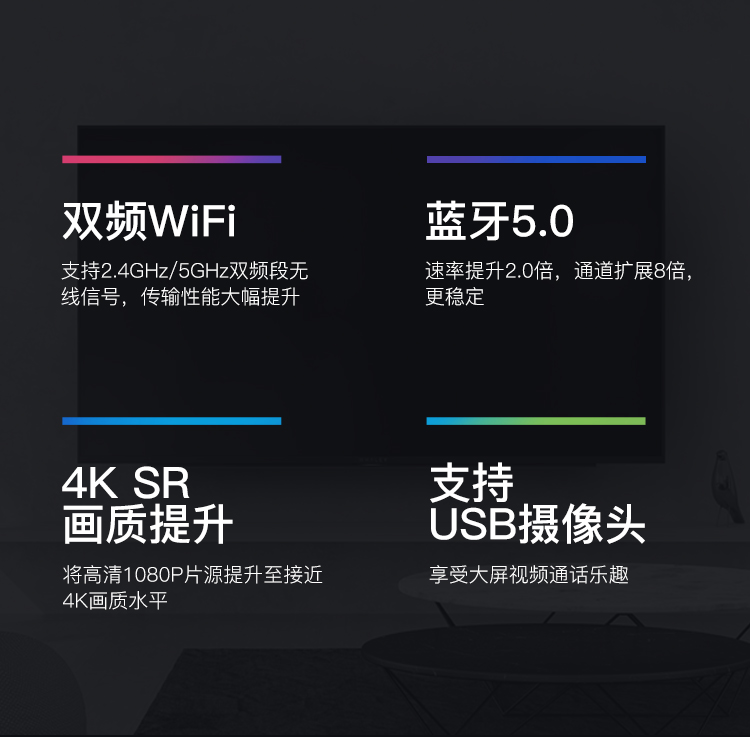 双频WiFi
支持2.4GHz/5GHz双频段无
线信号，传输性能大幅提升
蓝牙5.0
速率提升2.0倍，通道扩展8倍，
更稳定
4K SR
画质提升
将高清1080P片源提升至接近
4K画质水平
支持
USB摄像头
享受大屏视频通话乐趣